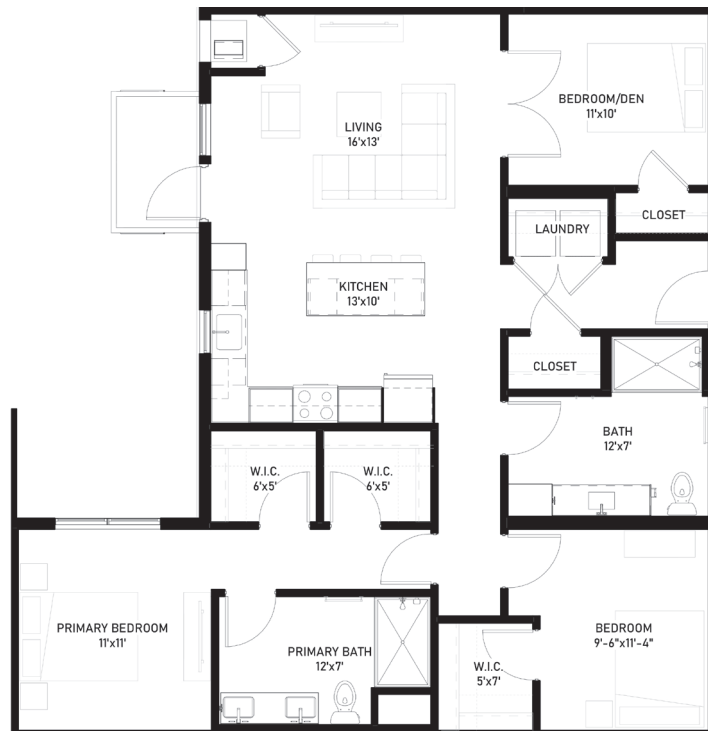 BEDROOM/DEN
11'x10'
LIVING
16'x13'
CLOSET
LAUNDRY
KITCHEN
13'x10'
CLOSET
BATH
12'x7'
W.I.C.
6'x5'
W.I.C.
6'x5'
PRIMARY BEDROOM
11'x11'
PRIMARY BATH
12'x7'
BEDROOM
9'-6"x11'-4"
W.I.C.
5'x7'